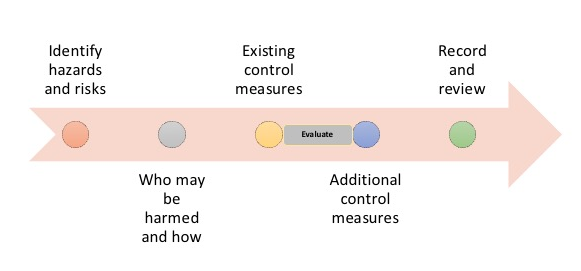 Identify
hazards
and risks
Who may
be
harmed
and how
Existing
control
measures
Evaluate
Additional
control
measures
Record
and
review